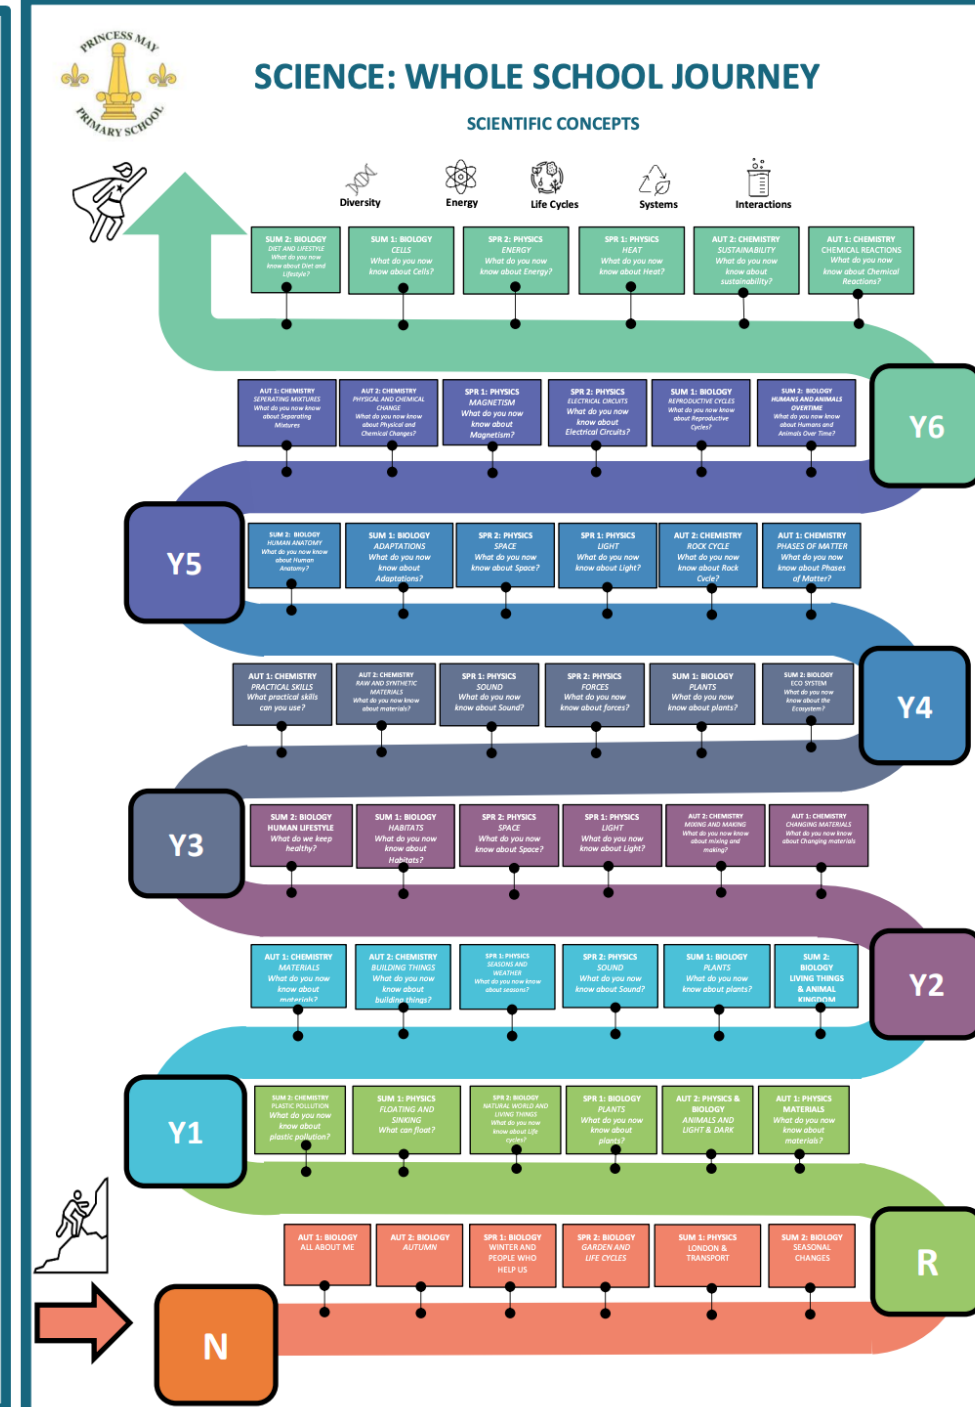 PRINCESS MAY
PRIMARY SCHOOL
SCIENCE: WHOLE SCHOOL JOURNEY
SCIENTIFIC CONCEPTS
Diversity
Energy
Life Cycles
Systems
Interactions
SUM 2: BIOLOGY
DIET AND LIFESTYLE
What do you now
know about Diet and
Lifestyle?
SUM 1: BIOLOGY
CELLS
What do you now
know about Cells?
SPR 2: PHYSICS
ENERGY
What do you now
know about Energy?
SPR 1: PHYSICS
HEAT
What do you now
know about Heat?
AUT 2: CHEMISTRY
SUSTAINABILITY
What do you now
know about
sustainability?
AUT 1: CHEMISTRY
CHEMICAL REACTIONS
What do you now
know about Chemical
Reactions?
Y6
AUT 1: CHEMISTRY
SEPERATING MIXTURES
What do you now know
about Separating
Mixtures
AUT 2: CHEMISTRY
PHYSICAL AND CHEMICAL
CHANGE
What do you now know
about Physical and
Chemical Changes?
SPR 1: PHYSICS
MAGNETISM
What do you now
know about
Magnetism?
SPR 2: PHYSICS
ELECTRICAL CIRCUITS
What do you now
know about
Electrical Circuits?
SUM 1: BIOLOGY
REPRODUCTIVE CYCLES
What do you now know
about Reproductive
Cycles?
SUM 2: BIOLOGY
HUMANS AND ANIMALS
OVERTIME
What do you now know
about Humans and
Animals Over Time?
Y5
SUM 2: BIOLOGY
HUMAN ANATOMY
What do you now know
about Human
Anatomy?
SUM 1: BIOLOGY
ADAPTATIONS
What do you now
know about
Adaptations?
SPR 2: PHYSICS
SPACE
What do you now
know about Space?
SPR 1: PHYSICS
LIGHT
What do you now
know about Light?
AUT 2: CHEMISTRY
ROCK CYCLE
What do you now
know about Rock
Cycle?
AUT 1: CHEMISTRY
PHASES OF MATTER
What do you now
know about Phases
of Matter?
Y4
AUT 1: CHEMISTRY
PRACTICAL SKILLS
What practical skills
can you use?
AUT 2: CHEMISTRY
RAW AND SYNTHETIC
MATERIALS
What do you now know
about materials?
SPR 1: PHYSICS
SOUND
What do you now
know about Sound?
SPR 2: PHYSICS
FORCES
What do you now
know about forces?
SUM 1: BIOLOGY
PLANTS
What do you now
know about plants?
SUM 2: BIOLOGY
ECO SYSTEM
What do you now
know about the
Ecosystem?
Y3
SUM 2: BIOLOGY
HUMAN LIFESTYLE
What do we keep
healthy?
SUM 1: BIOLOGY
HABITATS
What do you now
know about
Habitats?
SPR 2: PHYSICS
SPACE
What do you now
know about Space?
SPR 1: PHYSICS
LIGHT
What do you now
know about Light?
AUT 2: CHEMISTRY
MIXING AND MAKING
What do you now know
about mixing and
making?
AUT 1: CHEMISTRY
CHANGING MATERIALS
What do you now know
about Changing materials
Y2
AUT 1: CHEMISTRY
MATERIALS
What do you now
know about
materials?
AUT 2: CHEMISTRY
BUILDING THINGS
What do you now
know about
building things?
SPR 1: PHYSICS
SEASONS AND
WEATHER
What do you now know
about seasons?
SPR 2: PHYSICS
SOUND
What do you now
know about Sound?
SUM 1: BIOLOGY
PLANTS
What do you now
know about plants?
SUM 2:
BIOLOGY
LIVING THINGS
& ANIMAL
KINGDOM
Y1
SUM 2: CHEMISTRY
PLASTIC POLLUTION
What do you now
know about
plastic pollution?
SUM 1: PHYSICS
FLOATING AND
SINKING
What can float?
SPR 2: BIOLOGY
NATURAL WORLD AND
LIVING THINGS
What do you now
know about Life
cycles?
SPR 1: BIOLOGY
PLANTS
What do you now
know about
plants?
AUT 2: PHYSICS &
BIOLOGY
ANIMALS AND
LIGHT & DARK
AUT 1: PHYSICS
MATERIALS
What do you now
know about
materials?
R
AUT 1: BIOLOGY
ALL ABOUT ME
AUT 2: BIOLOGY
AUTUMN
SPR 1: BIOLOGY
WINTER AND
PEOPLE WHO
HELP US
SPR 2: BIOLOGY
GARDEN AND
LIFE CYCLES
SUM 1: PHYSICS
LONDON &
TRANSPORT
SUM 2: BIOLOGY
SEASONAL
CHANGES
N